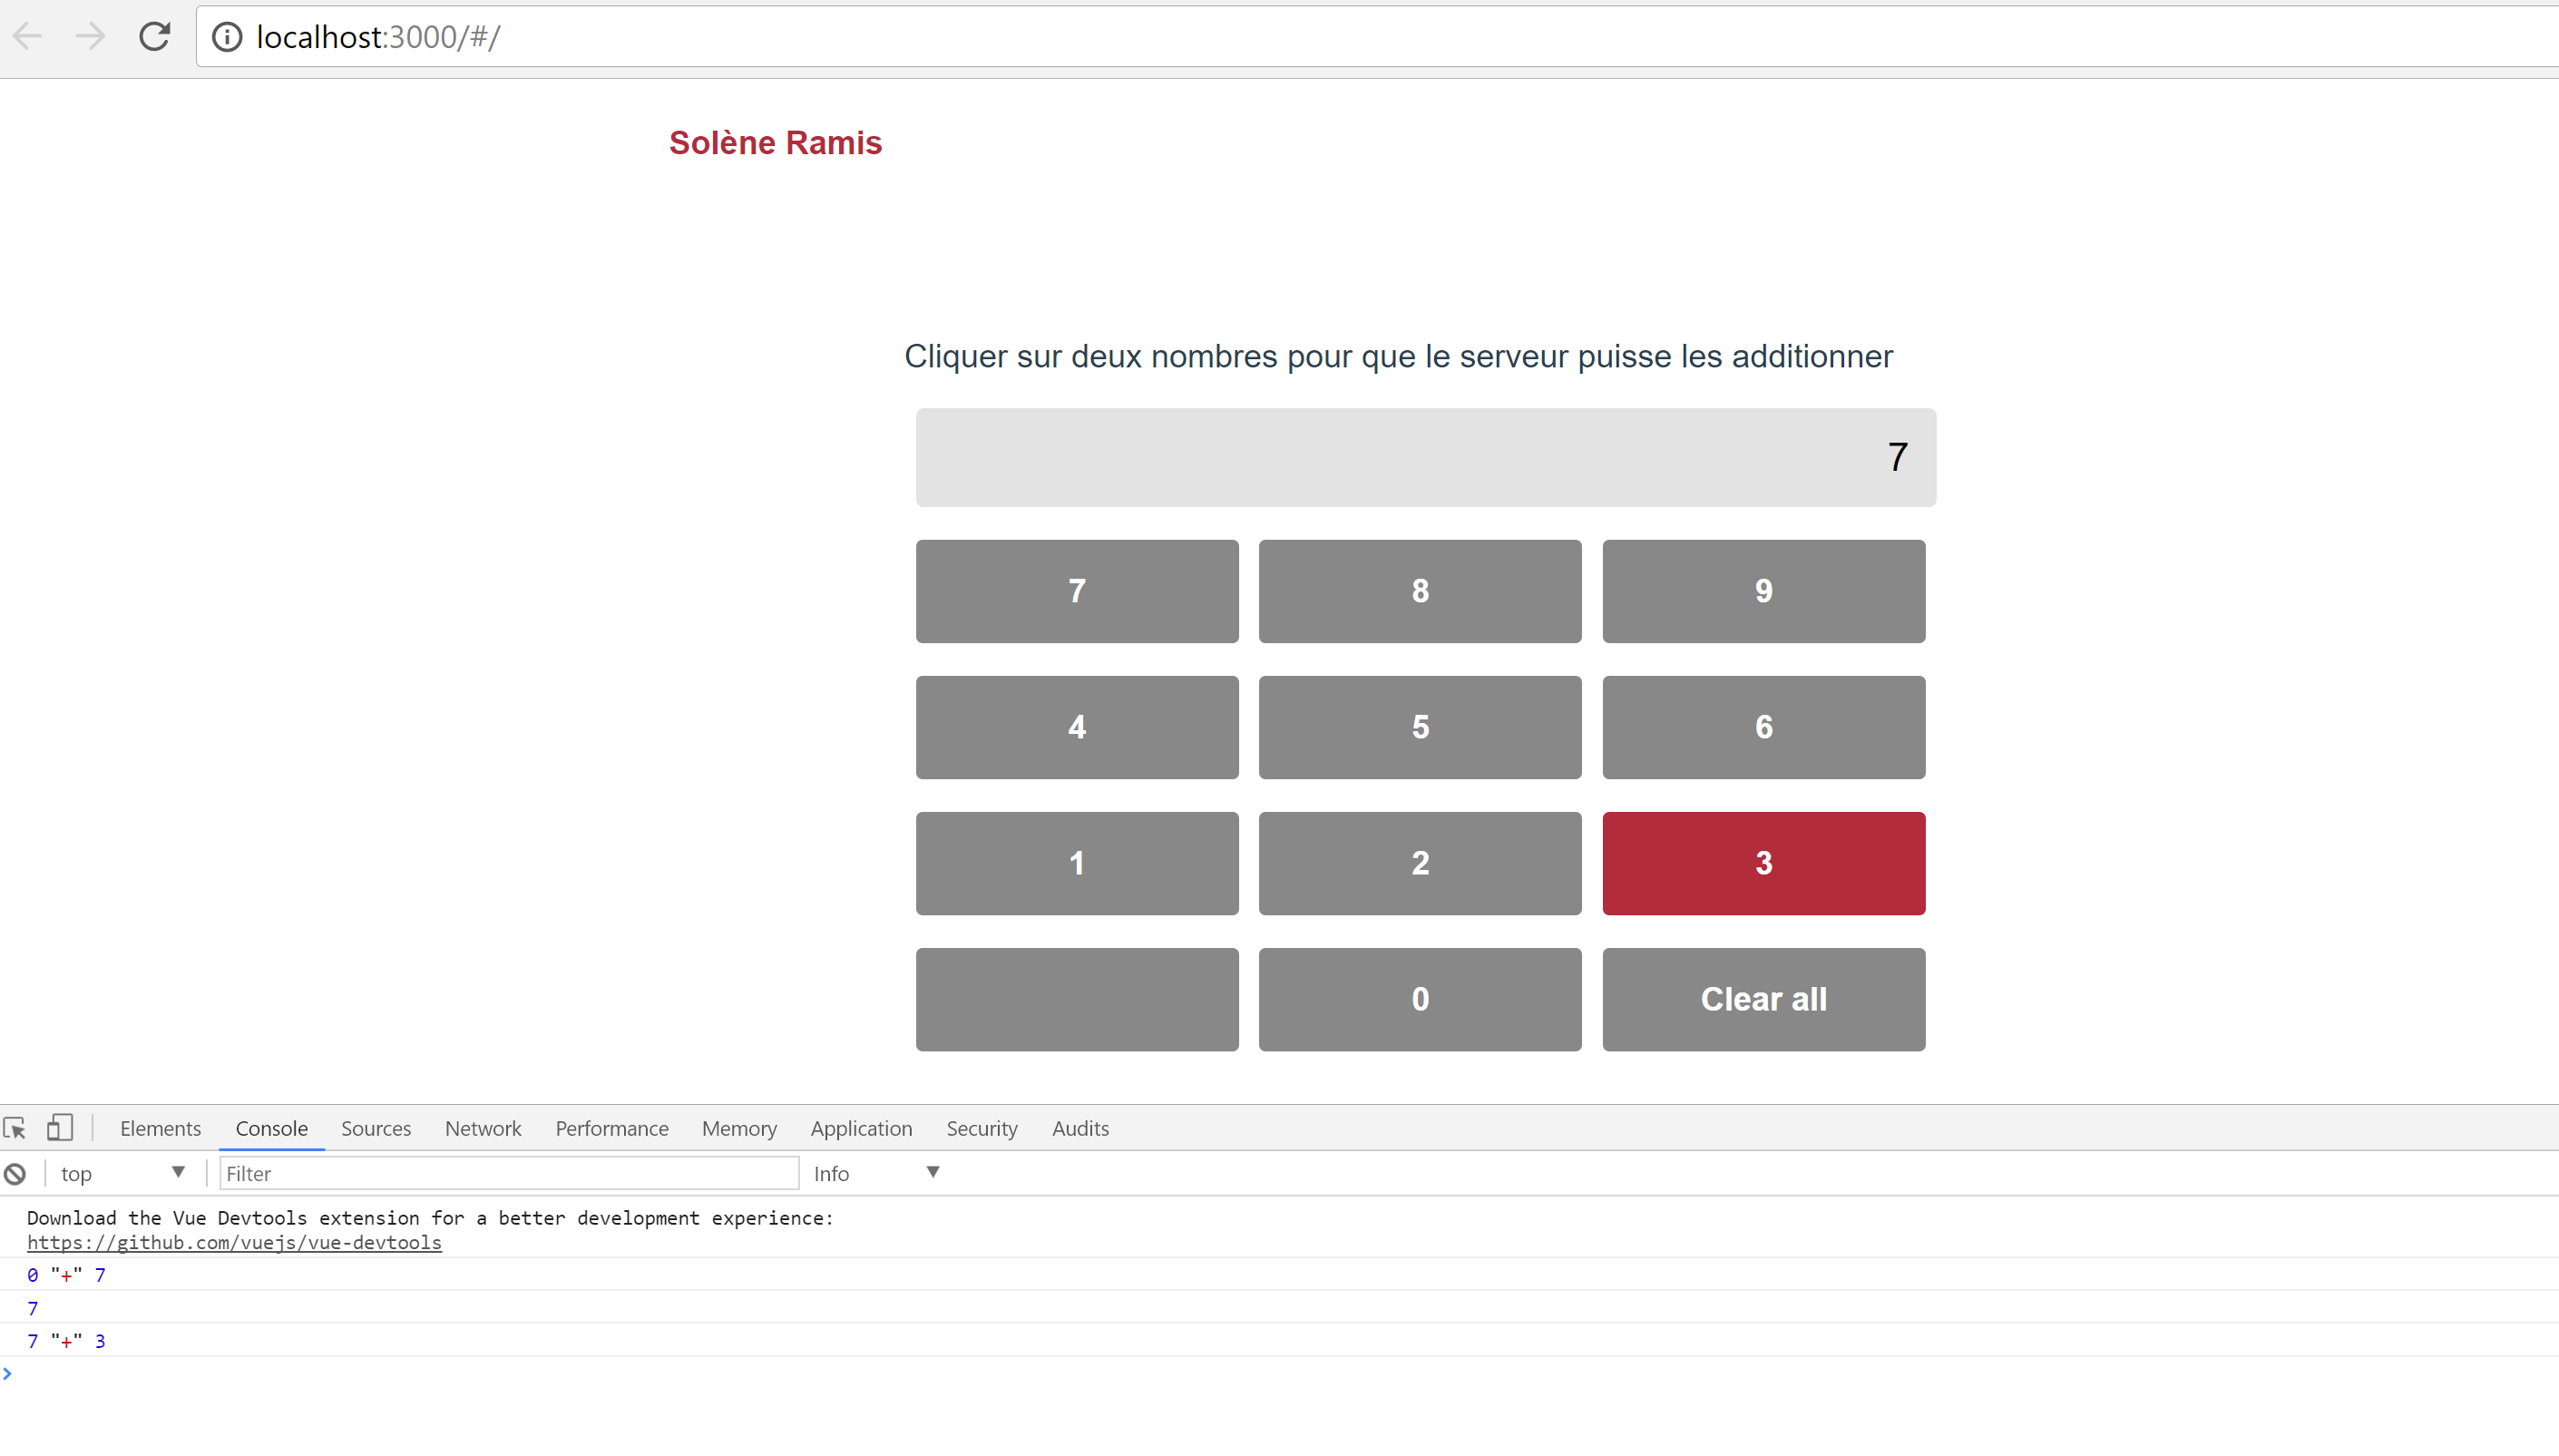 localhost:3000/#/
Solène Ramis
Cliquer sur deux nombres pour que le serveur puisse les additionner
7
7 8 9
4 5 6
1 2 3
0 Clear all
Elements Console Sources Network Performance Memory Application Security Audits
top Filter Info
Download the Vue Devtools extension for a better development experience:
https://github.com/vuejs/vue-devtools
0 "+" 7
7
7 "+" 3